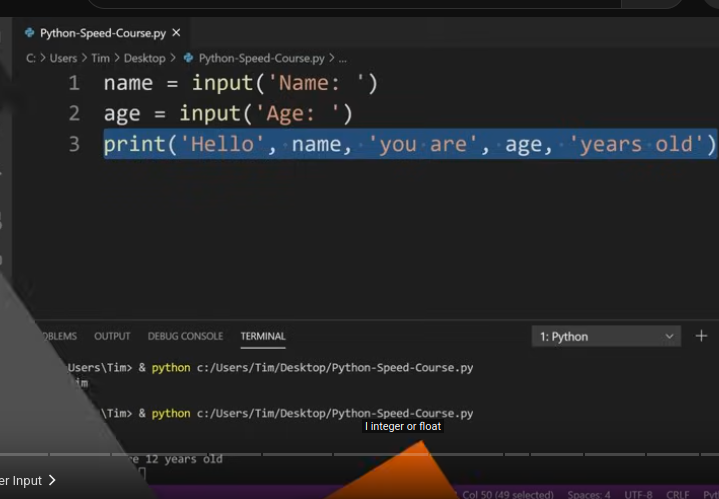 Python-Speed-Course.py ×
C: > Users > Tim > Desktop > Python-Speed-Course.py > ...
1 name = input('Name: ')
2 age = input('Age: ')
3 print('Hello', name, 'you are', age, 'years old')
OUTPUT DEBUG CONSOLE TERMINAL 1: Python
Users\Tim> & python c:/Users/Tim/Desktop/Python-Speed-Course.py
im
\Tim> & python c:/Users/Tim/Desktop/Python-Speed-Course.py
I integer or float
re 12 years old
er Input >
Col 50 (49 selected) Spaces: 4 UTF-8 CRLF